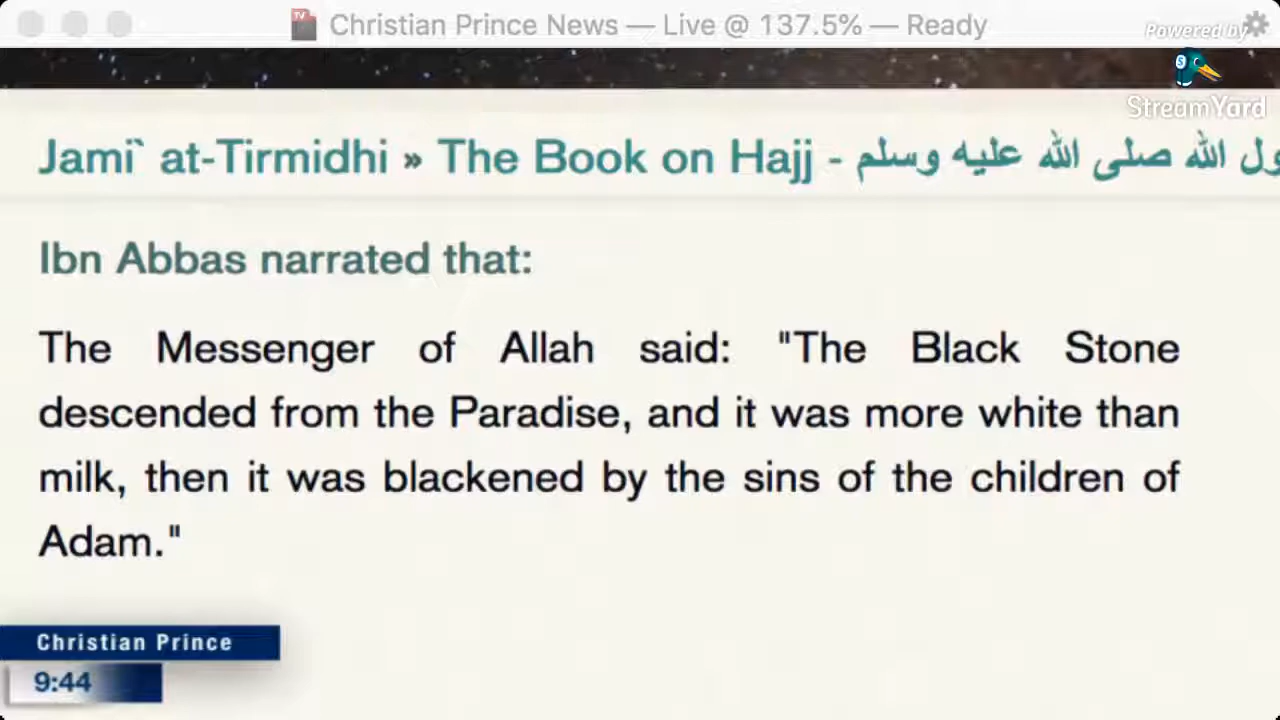 Christian Prince News — Live @ 137.5% — Ready
Powered by
StreamYard
Jami` at-Tirmidhi » The Book on Hajj - ول الله صلى الله عليه وسلم
Ibn Abbas narrated that:
The Messenger of Allah said: "The Black Stone
descended from the Paradise, and it was more white than
milk, then it was blackened by the sins of the children of
Adam."
Christian Prince
9:44